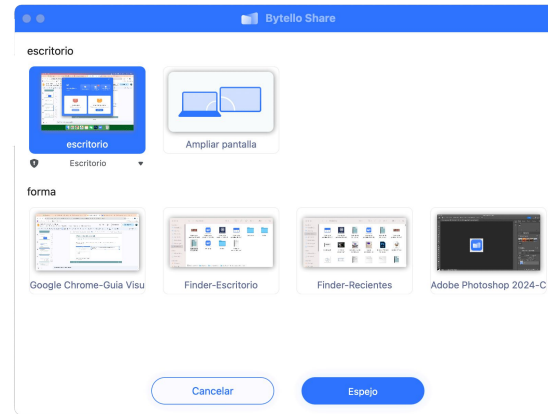 Bytello Share
escritorio
escritorio
Ampliar pantalla
Escritorio
forma
Google Chrome-Guia Visu
Finder-Escritorio
Finder-Recientes
Adobe Photoshop 2024-C
Cancelar
Espejo